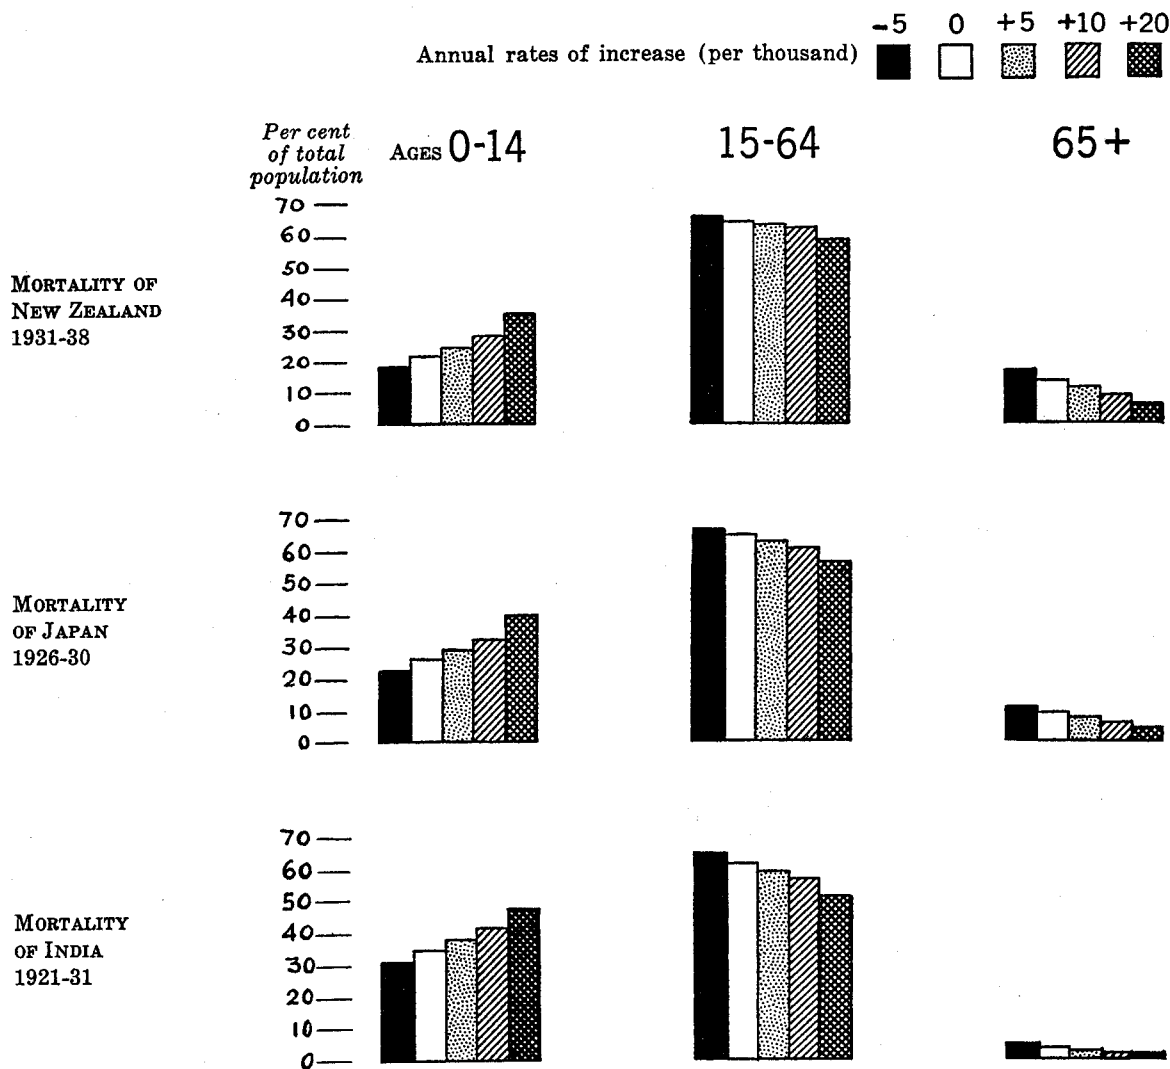 -5 0 +5 +10 +20
Annual rates of increase (per thousand)
Per cent
of total
population
AGES 0-14
15-64
65+
MORTALITY OF
NEW ZEALAND
1931-38
70
60
50
40
30
20
10
0
MORTALITY
OF JAPAN
1926-30
70
60
50
40
30
20
10
0
MORTALITY
OF INDIA
1921-31
70
60
50
40
30
20
10
0